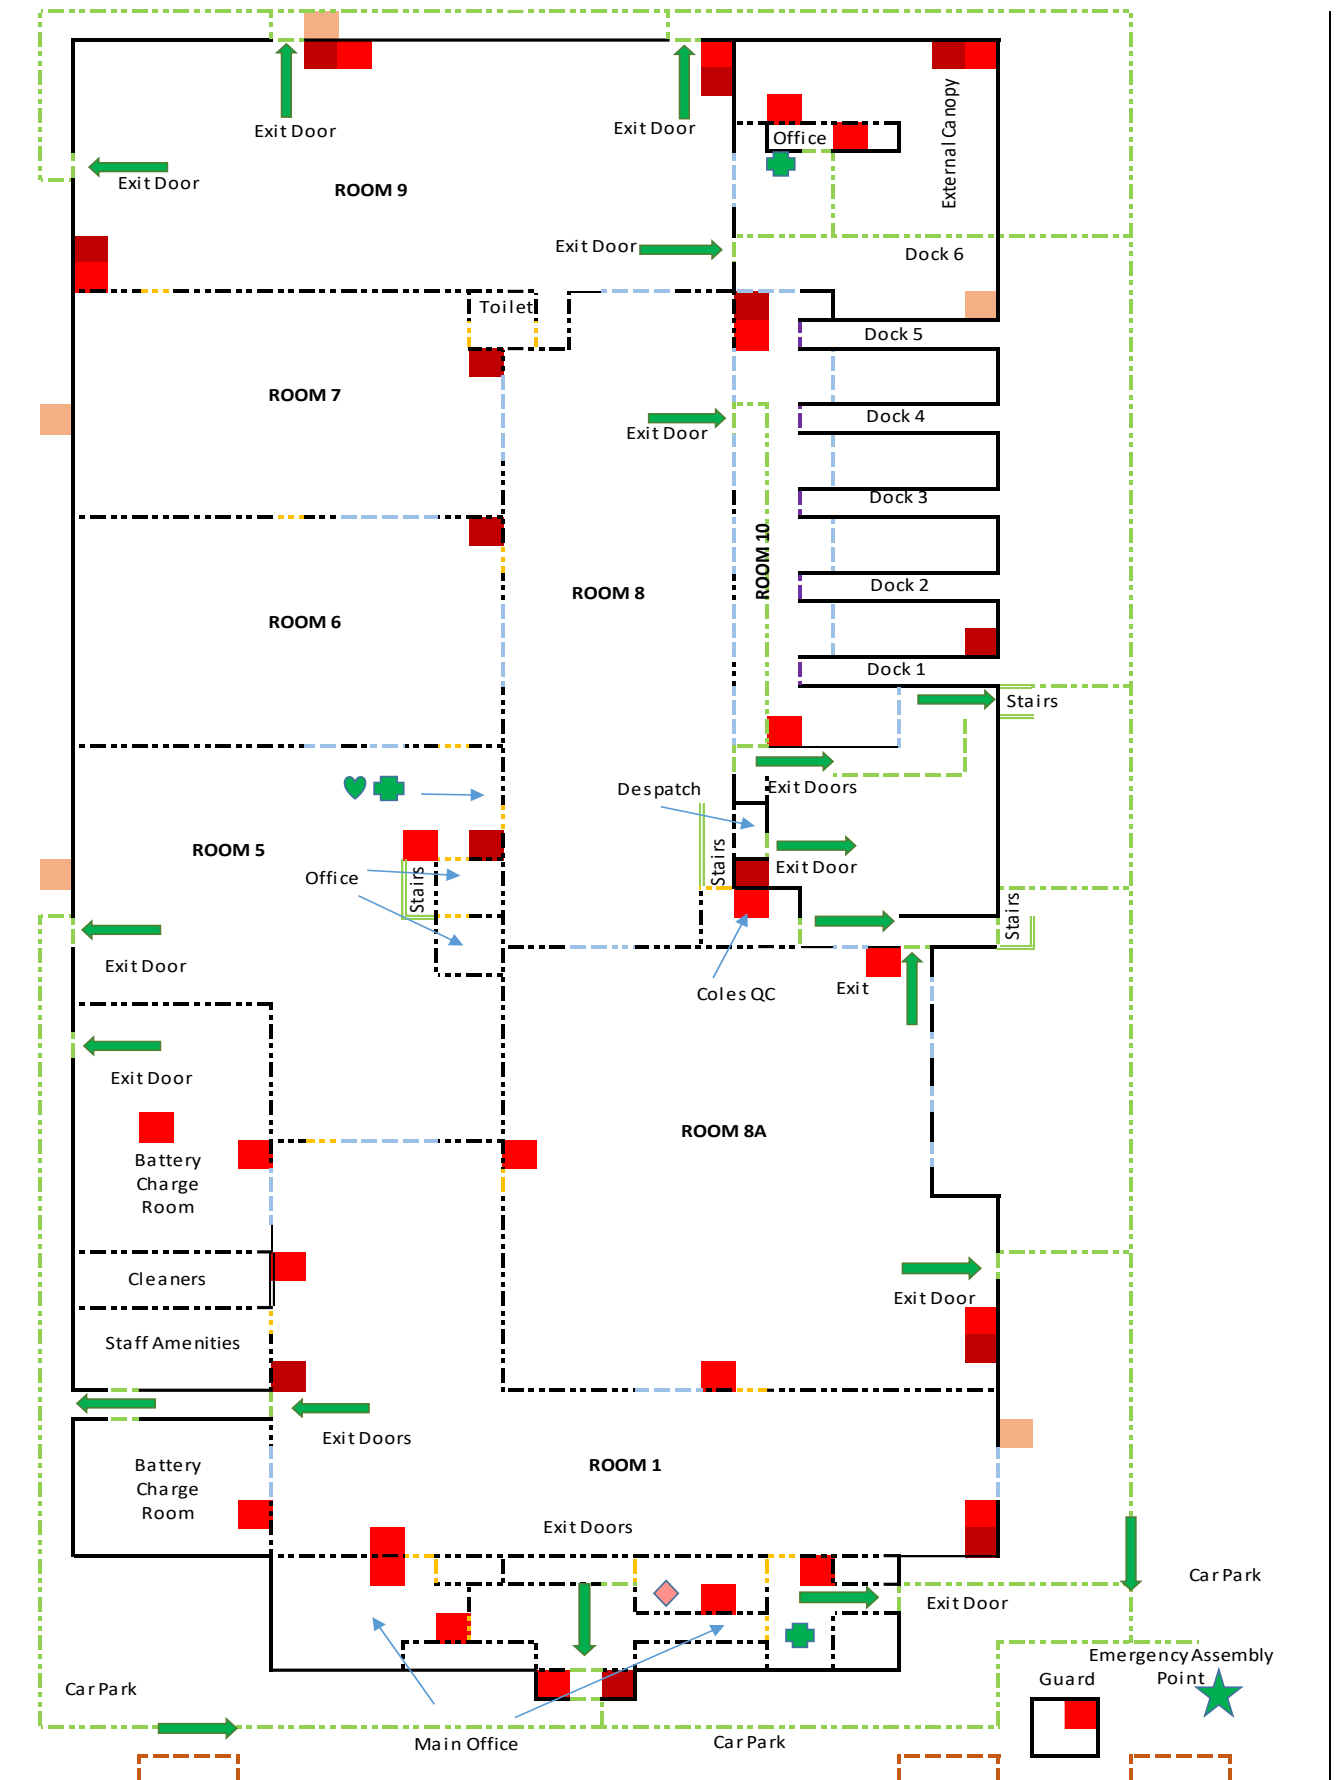 Exit Door
Exit Door
Office
External Canopy
Exit Door
ROOM 9
Exit Door
Dock 6
Toilet
Dock 5
ROOM 7
Dock 4
Exit Door
Dock 3
ROOM 10
Dock 2
ROOM 8
ROOM 6
Dock 1
Stairs
Despatch
Exit Doors
ROOM 5
Stairs
Exit Door
Office
Stairs
Stairs
Exit Door
Coles QC
Exit
Exit Door
ROOM 8A
Battery
Charge
Room
Cleaners
Exit Door
Staff Amenities
Exit Doors
Battery
Charge
Room
ROOM 1
Exit Doors
Car Park
Exit Door
Emergency Assembly
Point
Guard
Car Park
Main Office
Car Park